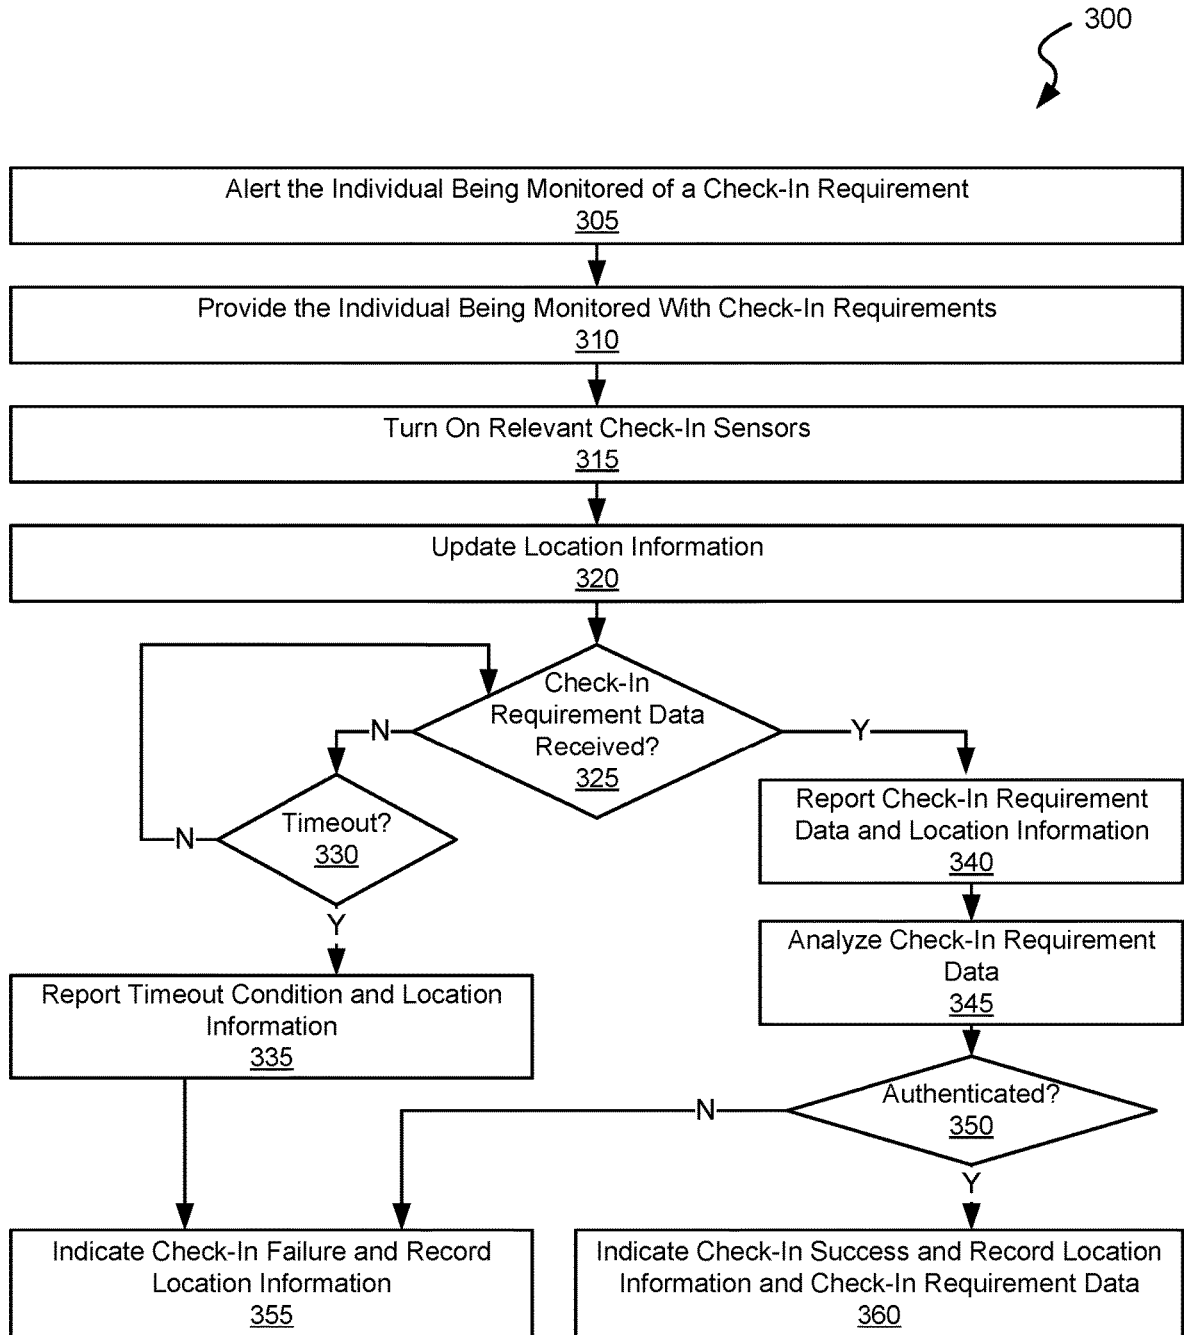 300
Alert the Individual Being Monitored of a Check-In Requirement
305
Provide the Individual Being Monitored With Check-In Requirements
310
Turn On Relevant Check-In Sensors
315
Update Location Information
320
Check-In
Requirement Data
Received?
325
N
Y
Timeout?
330
N
Y
Report Check-In Requirement
Data and Location Information
340
Analyze Check-In Requirement
Data
345
Report Timeout Condition and Location
Information
335
Authenticated?
350
N
Y
Indicate Check-In Failure and Record
Location Information
355
Indicate Check-In Success and Record Location
Information and Check-In Requirement Data
360